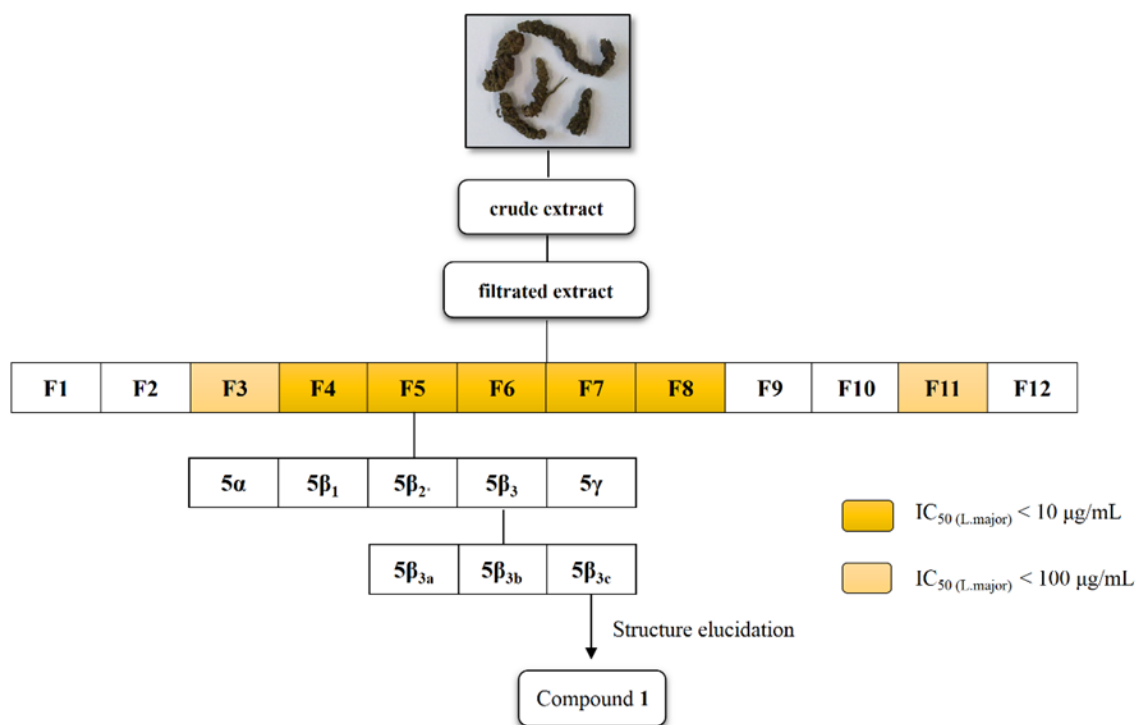 crude extract
filtrated extract
F1 F2 F3 F4 F5 F6 F7 F8 F9 F10 F11 F12
5α 5β₁ 5β₂. 5β₃ 5γ
IC₅₀ (L.major) < 10 μg/mL
5β₃ₐ 5β₃b 5β₃c
IC₅₀ (L.major) < 100 μg/mL
Structure elucidation
Compound 1